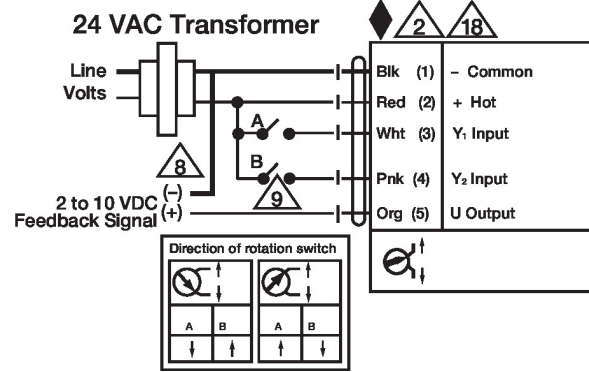 24 VAC Transformer
2 18
Line
Volts
Blk (1) – Common
Red (2) + Hot
A
Wht (3) Y₁ Input
B
Pnk (4) Y₂ Input
8
9
2 to 10 VDC (–)
Feedback Signal (+)
Org (5) U Output
Direction of rotation switch
A B A B